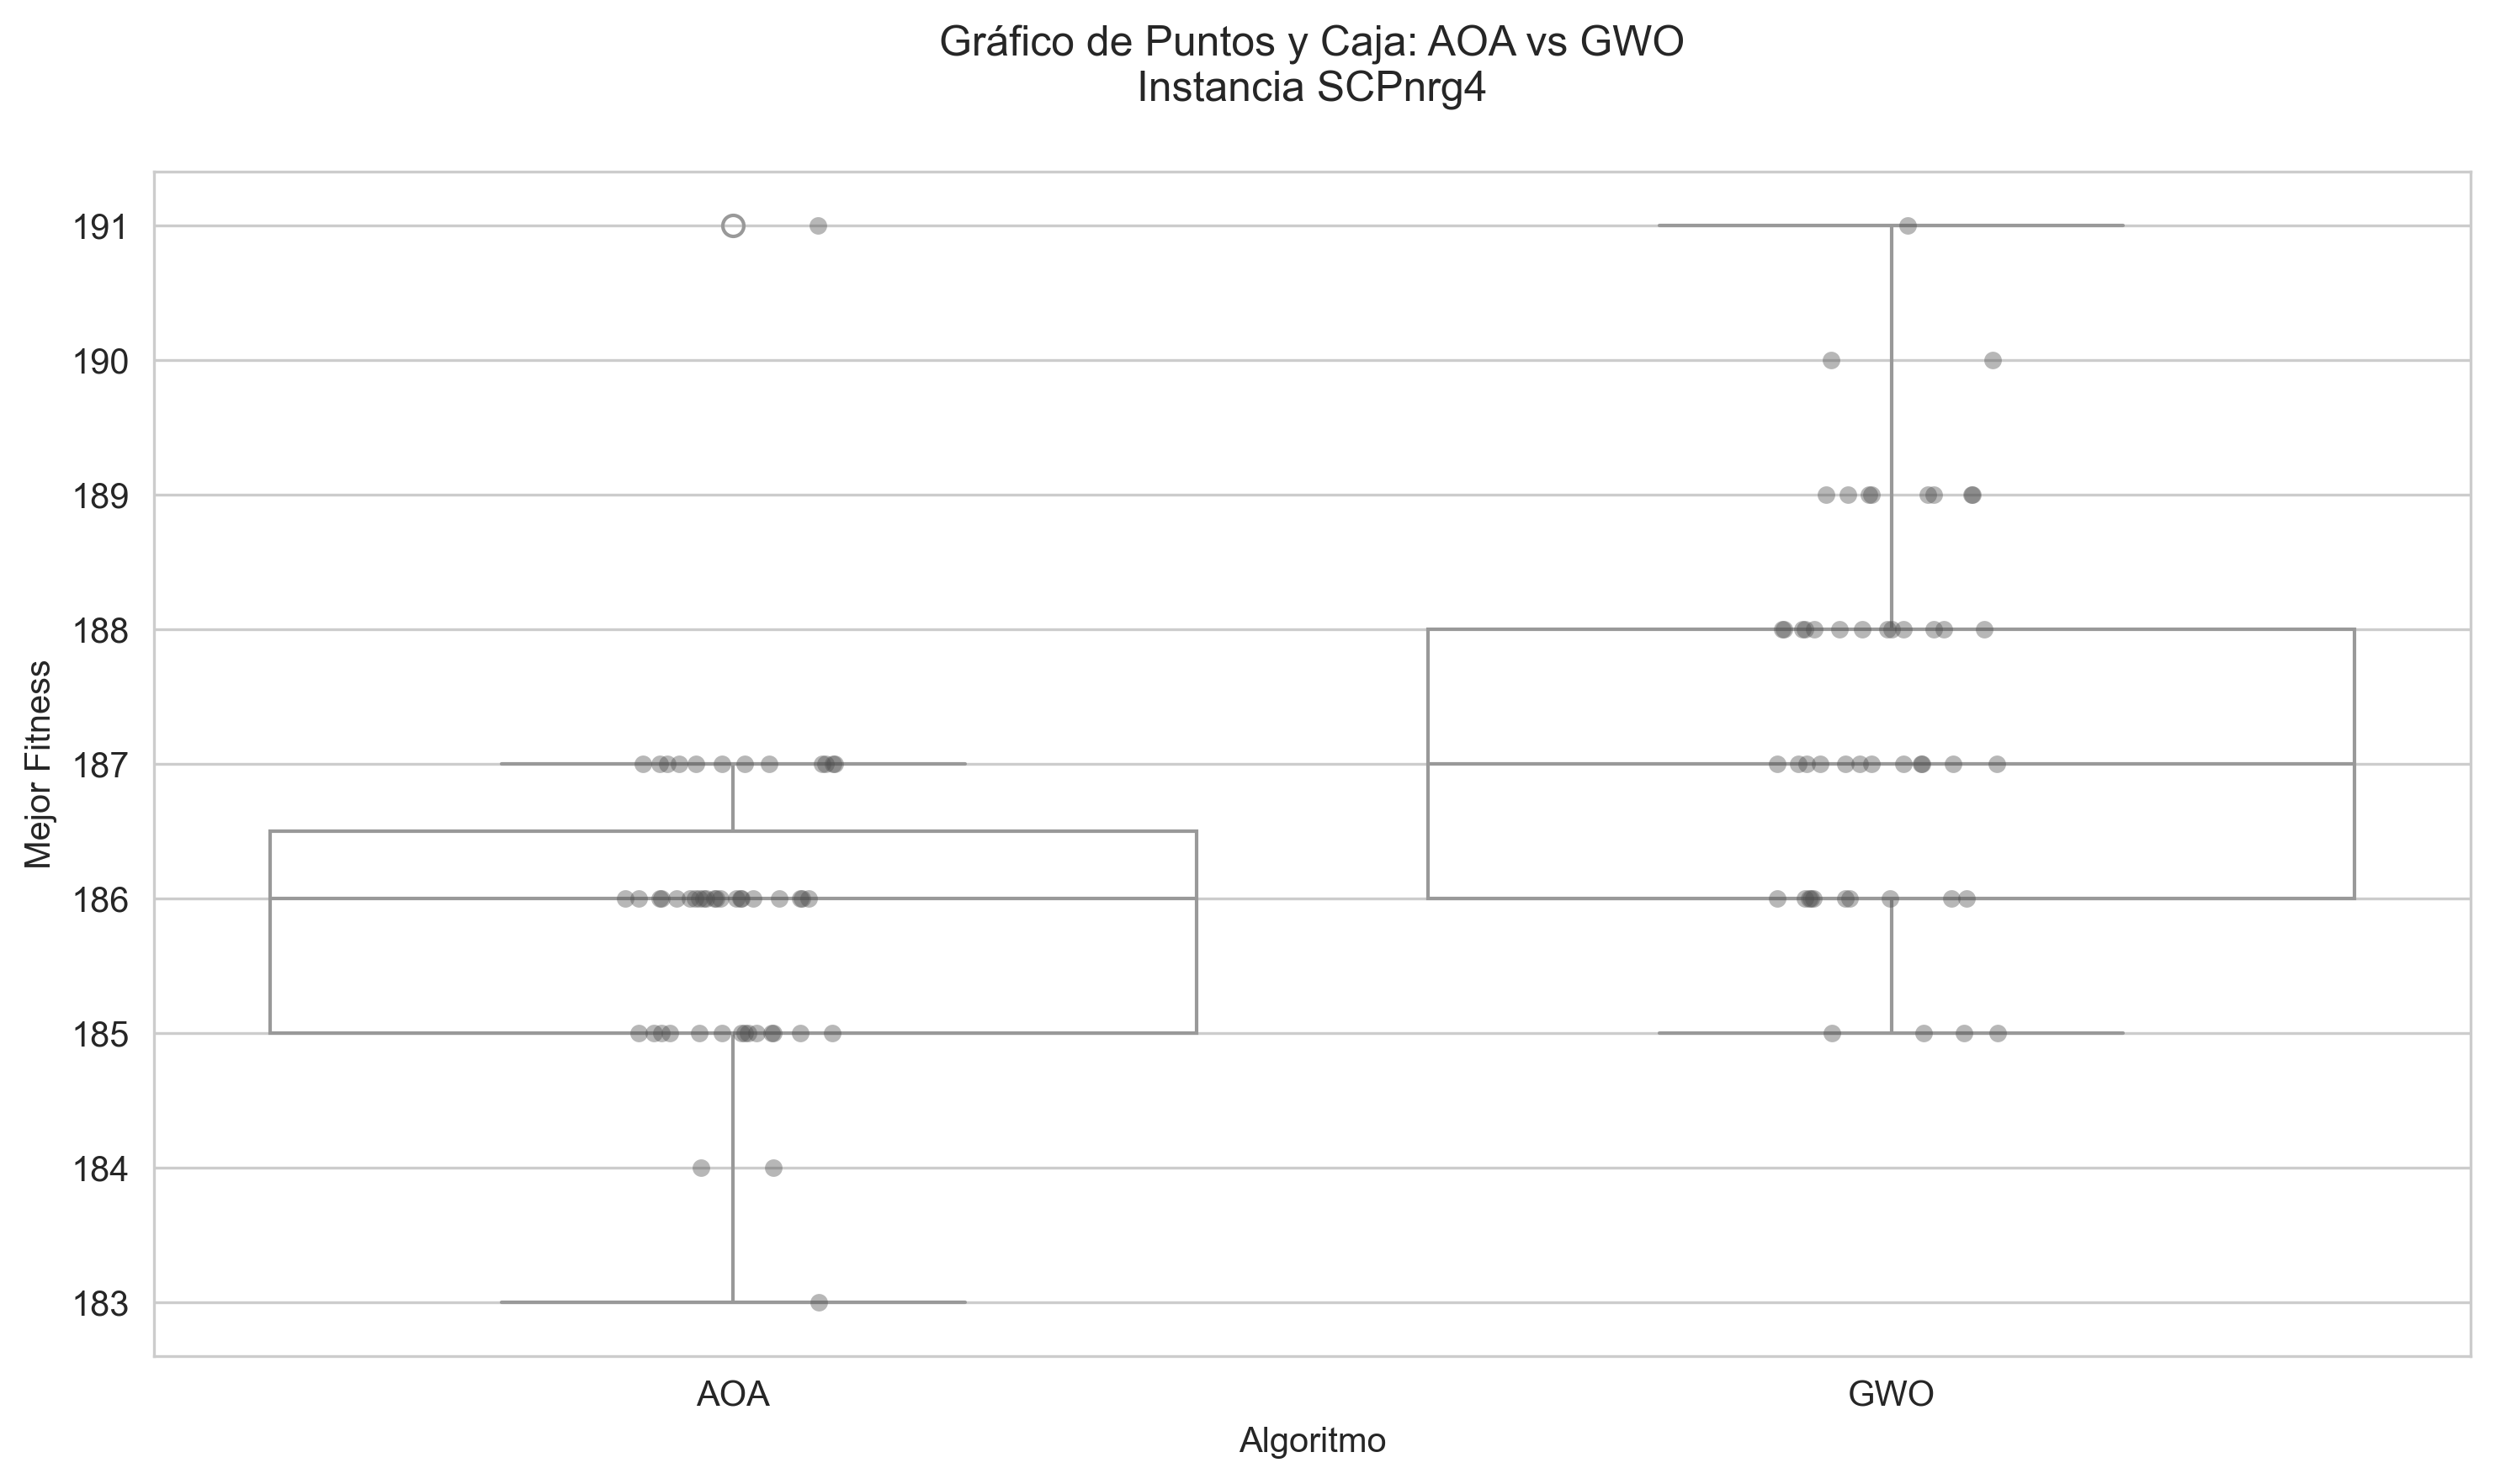 Gráfico de Puntos y Caja: AOA vs GWO
Instancia SCPnrg4
Mejor Fitness
191
190
189
188
187
186
185
184
183
AOA
GWO
Algoritmo